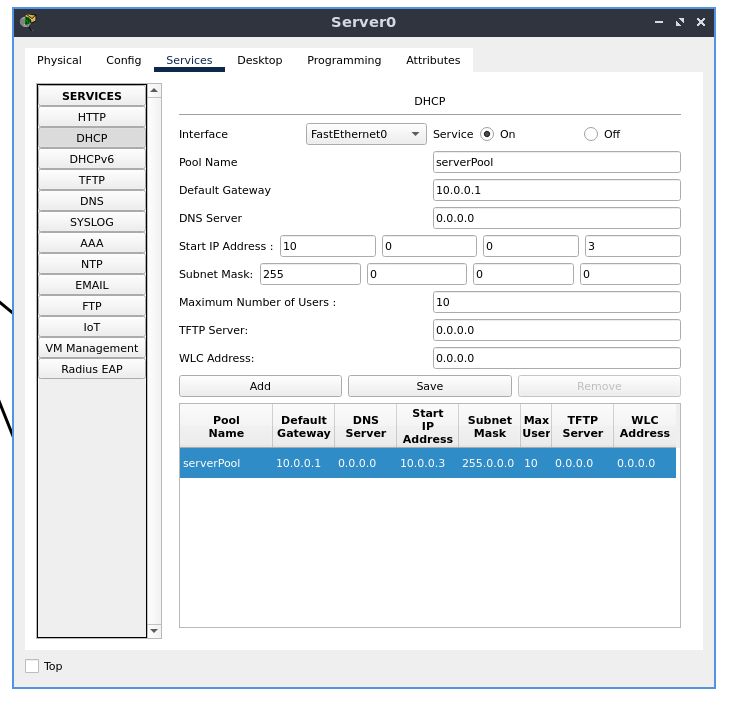 Server0
Physical Config Services Desktop Programming Attributes
SERVICES
HTTP
DHCP
DHCPv6
TFTP
DNS
SYSLOG
AAA
NTP
EMAIL
FTP
IoT
VM Management
Radius EAP
DHCP
Interface FastEthernet0 Service On Off
Pool Name serverPool
Default Gateway 10.0.0.1
DNS Server 0.0.0.0
Start IP Address : 10 0 0 3
Subnet Mask: 255 0 0 0
Maximum Number of Users : 10
TFTP Server: 0.0.0.0
WLC Address: 0.0.0.0
Add Save Remove
Pool Name Default Gateway DNS Server Start IP Address Subnet Mask Max User TFTP Server WLC Address
serverPool 10.0.0.1 0.0.0.0 10.0.0.3 255.0.0.0 10 0.0.0.0 0.0.0.0
Top